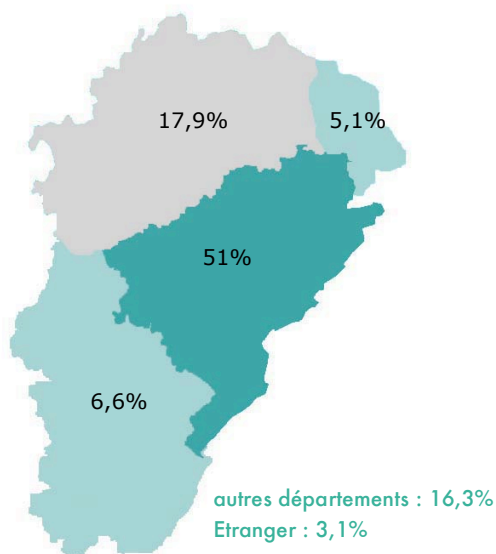 17,9%
5,1%
51%
6,6%
autres départements : 16,3%
Etranger : 3,1%